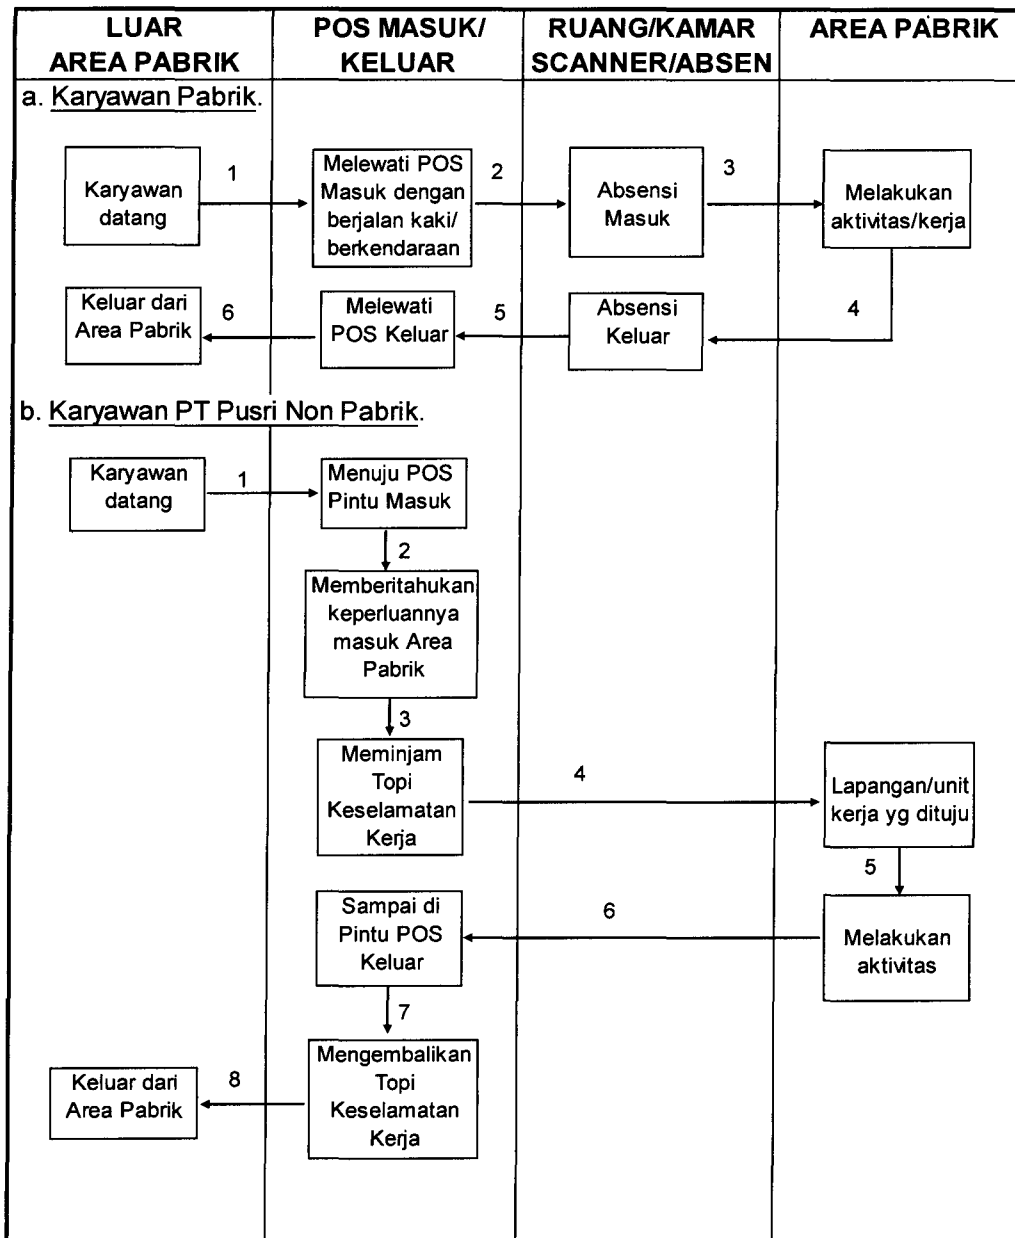 LUAR
AREA PABRIK
POS MASUK/
KELUAR
RUANG/KAMAR
SCANNER/ABSEN
AREA PABRIK
a. Karyawan Pabrik.
Karyawan
datang
1
Melewati POS
Masuk dengan
berjalan kaki/
berkendaraan
2
Absensi
Masuk
3
Melakukan
aktivitas/kerja
4
Absensi
Keluar
5
Melewati
POS Keluar
6
Keluar dari
Area Pabrik
b. Karyawan PT Pusri Non Pabrik.
Karyawan
datang
1
Menuju POS
Pintu Masuk
2
Memberitahukan
keperluannya
masuk Area
Pabrik
3
Meminjam
Topi
Keselamatan
Kerja
4
Lapangan/unit
kerja yg dituju
5
Melakukan
aktivitas
6
Sampai di
Pintu POS
Keluar
7
Mengembalikan
Topi
Keselamatan
Kerja
8
Keluar dari
Area Pabrik